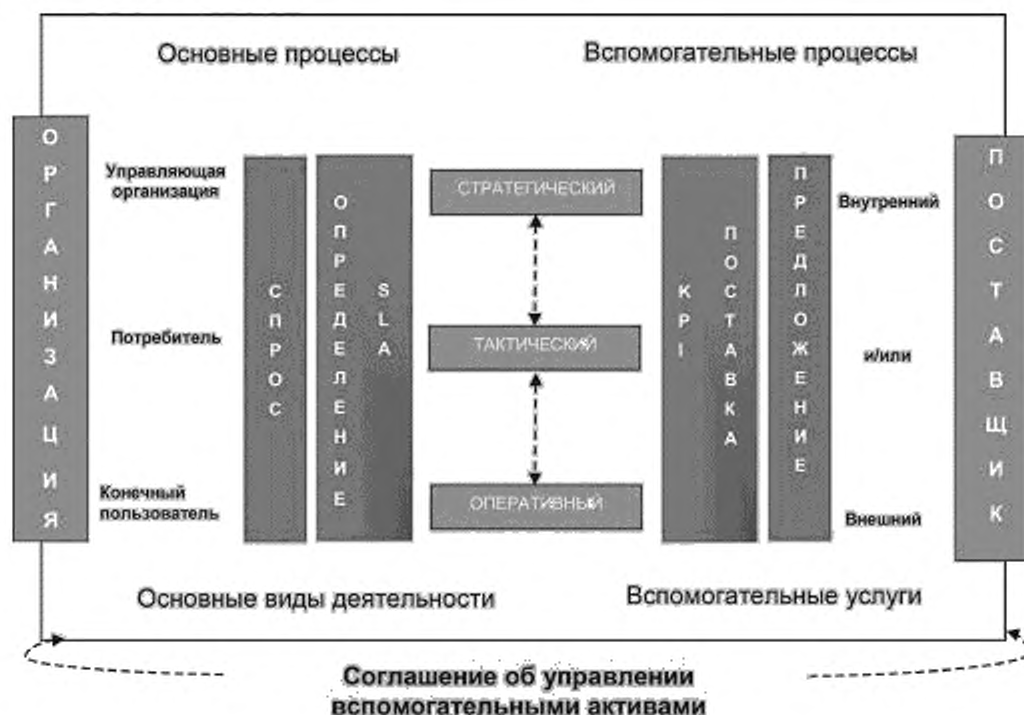 Основные процессы
Вспомогательные процессы
ОРГАНИЗАЦИЯ
Управляющая
организация
Потребитель
Конечный
пользователь
СПРОС
ОПРЕДЕЛЕНИЕ
SLA
СТРАТЕГИЧЕСКИЙ
ТАКТИЧЕСКИЙ
ОПЕРАТИВНЫЙ
KPI
ПОСТАВКА
ПРЕДЛОЖЕНИЕ
Внутренний
и/или
Внешний
ПОСТАВЩИК
Основные виды деятельности
Вспомогательные услуги
Соглашение об управлении
вспомогательными активами